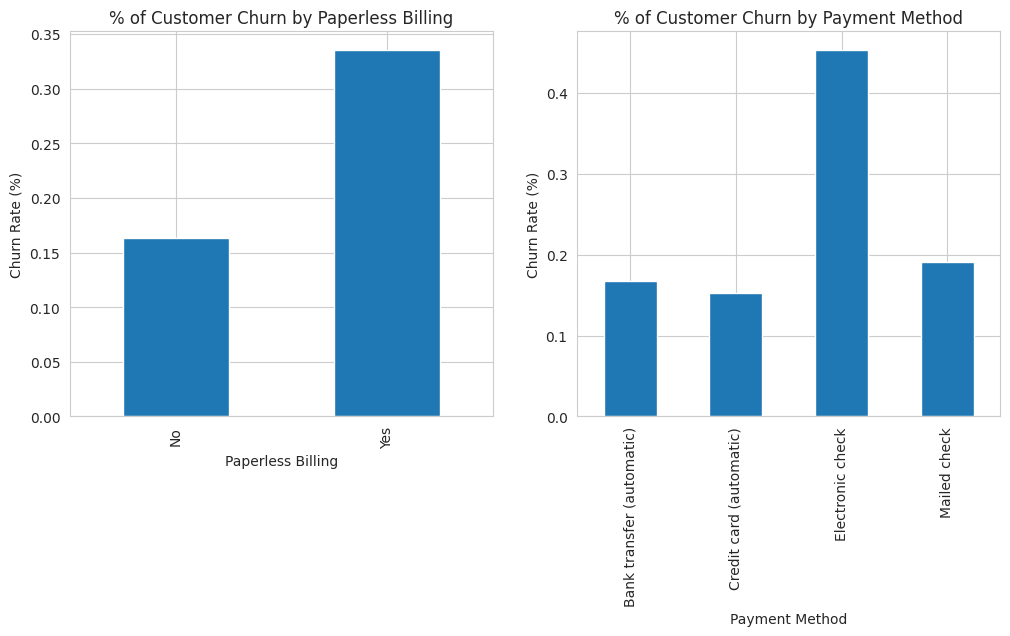 % of Customer Churn by Paperless Billing
0.35
0.30
0.25
0.20
0.15
0.10
0.05
0.00
Churn Rate (%)
No
Yes
Paperless Billing
% of Customer Churn by Payment Method
0.4
0.3
0.2
0.1
0.0
Churn Rate (%)
Bank transfer (automatic)
Credit card (automatic)
Electronic check
Mailed check
Payment Method